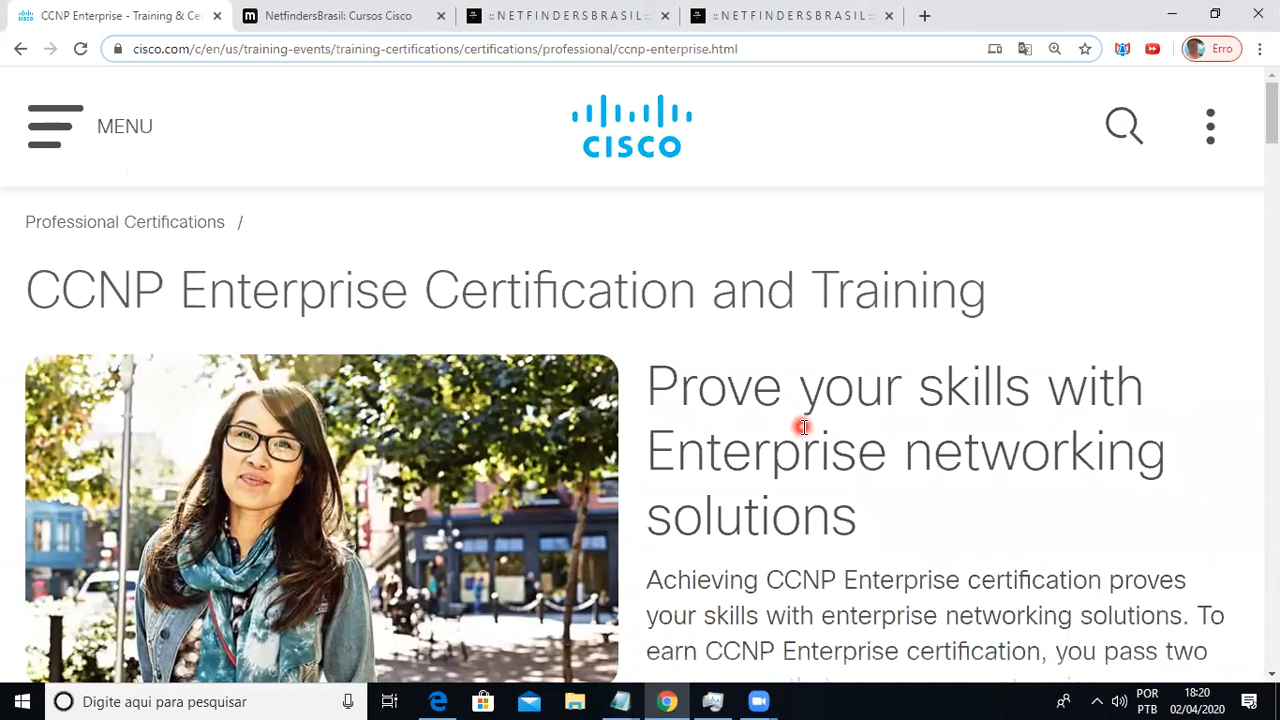 CCNP Enterprise - Training & Ce
NetfindersBrasil: Cursos Cisco
:: N E T F I N D E R S B R A S I L ::
:: N E T F I N D E R S B R A S I L ::
cisco.com/c/en/us/training-events/training-certifications/certifications/professional/ccnp-enterprise.html
Erro
MENU
CISCO
Professional Certifications /
CCNP Enterprise Certification and Training
Prove your skills with
Enterprise networking
solutions
Achieving CCNP Enterprise certification proves
your skills with enterprise networking solutions. To
earn CCNP Enterprise certification, you pass two
Digite aqui para pesquisar
POR
PTB
18:20
02/04/2020